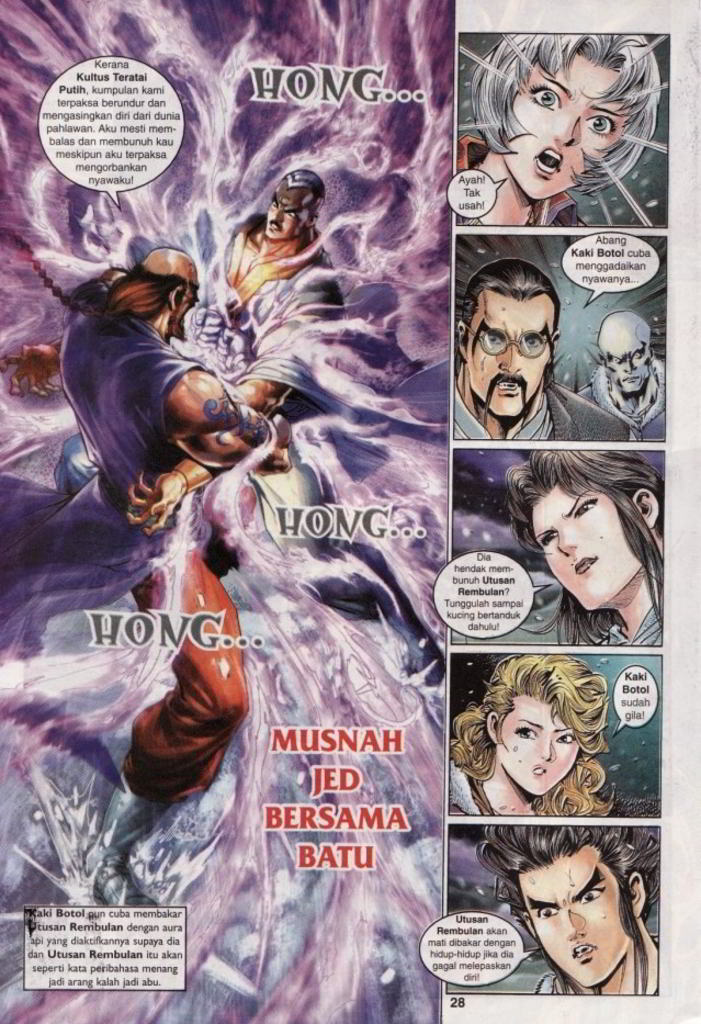 Kerana
Kultus Teratai
Putih, kumpulan kami
terpaksa berundur dan
mengasingkan diri dari dunia
pahlawan. Aku mesti mem-
balas dan membunuh kau
meskipun aku terpaksa
mengorbankan
nyawaku!
HONG...
HONG...
HONG...
MUSNAH
JED
BERSAMA
BATU
Kaki Botol pun cuba membakar
Utusan Rembulan dengan aura
api yang diaktifkannya supaya dia
dan Utusan Rembulan itu akan
seperti kata peribahasa menang
jadi arang kalah jadi abu.
Ayah!
Tak
usah!
Abang
Kaki Botol cuba
menggadaikan
nyawanya...
Dia
hendak mem-
bunuh Utusan
Rembulan?
Tunggulah sampai
kucing bertanduk
dahulu!
Kaki
Botol
sudah
gila!
Utusan
Rembulan akan
mati dibakar dengan
hidup-hidup jika dia
gagal melepaskan
diri!
28